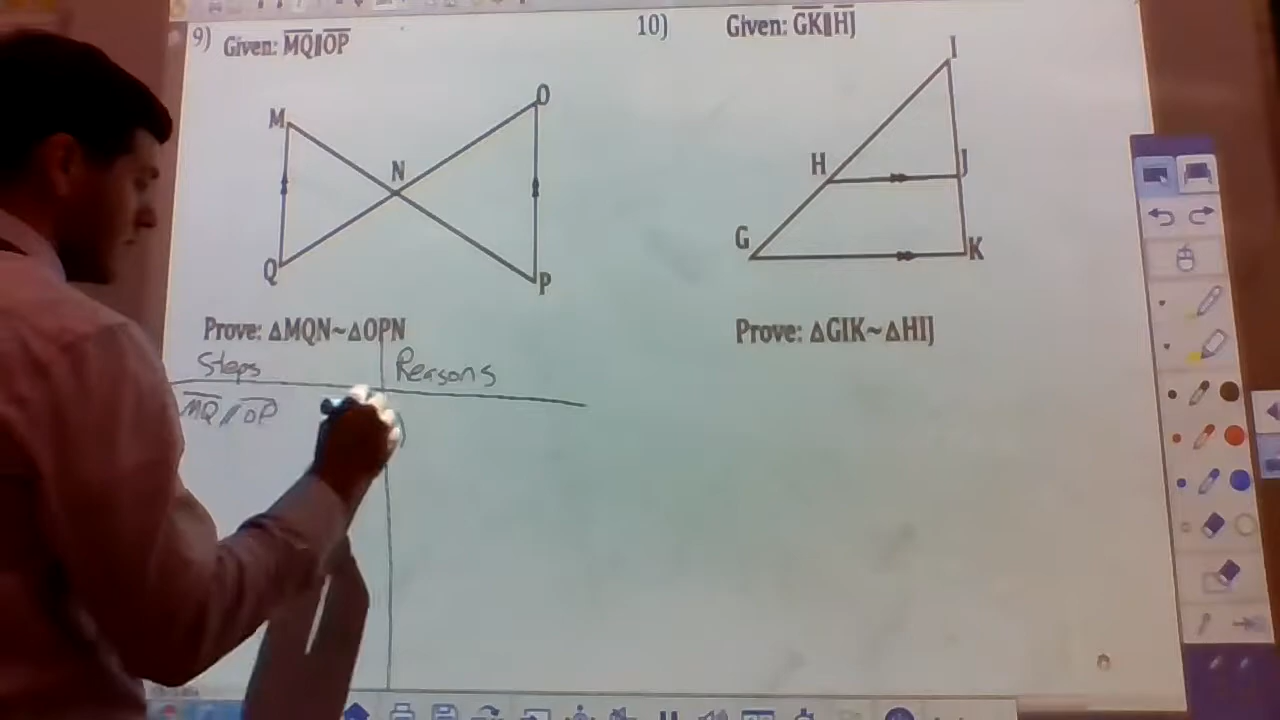 9) Given: MQ∥OP
M
O
N
Q
P
Prove: ΔMQN~ΔOPN
Steps Reasons
MQ // OP
10) Given: GK∥HJ
I
H
J
G
K
Prove: ΔGIK~ΔHIJ